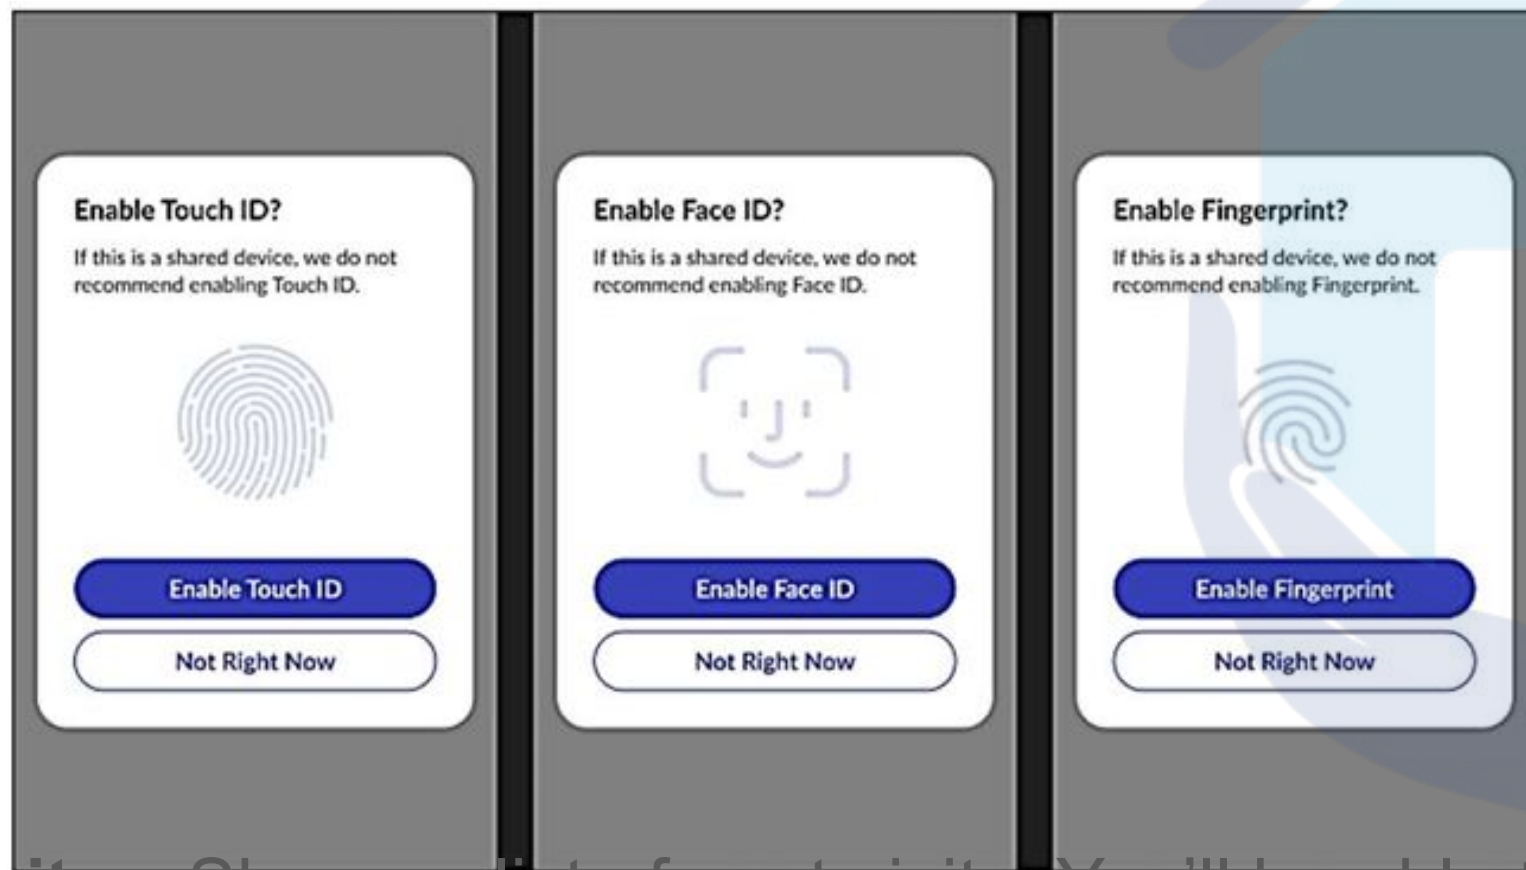 Enable Touch ID?
If this is a shared device, we do not
recommend enabling Touch ID.
Enable Touch ID
Not Right Now
Enable Face ID?
If this is a shared device, we do not
recommend enabling Face ID.
Enable Face ID
Not Right Now
Enable Fingerprint?
If this is a shared device, we do not
recommend enabling Fingerprint.
Enable Fingerprint
Not Right Now